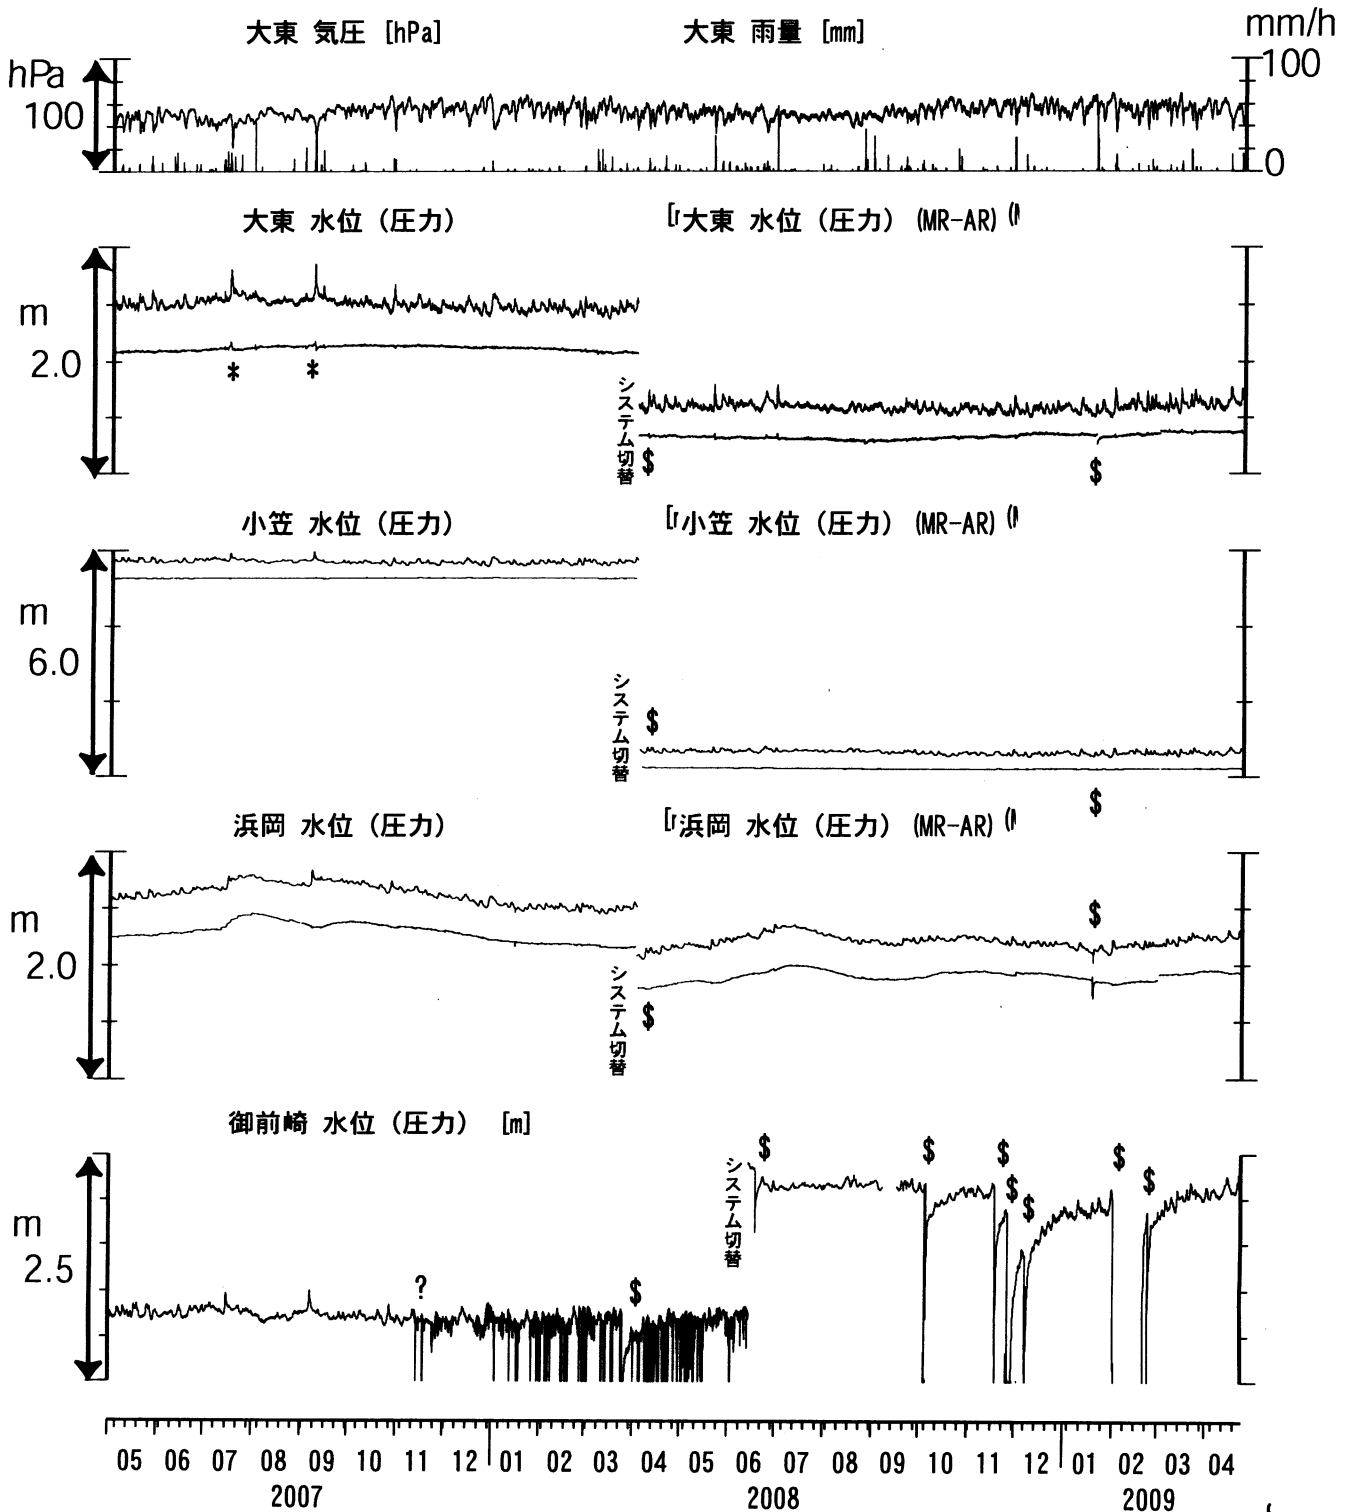 大東 気圧 [hPa]
大東 雨量 [mm]
mm/h
hPa
100
100
0
大東 水位（圧力）
大東 水位（圧力）(MR-AR)
m
2.0
*
*
システム切替
$
$
小笠 水位（圧力）
小笠 水位（圧力）(MR-AR)
m
6.0
システム切替
$
$
浜岡 水位（圧力）
浜岡 水位（圧力）(MR-AR)
m
2.0
システム切替
$
$
御前崎 水位（圧力） [m]
m
2.5
?
$
システム切替
$
$
$
$
$
$
$
05 06 07 08 09 10 11 12 01 02 03 04 05 06 07 08 09 10 11 12 01 02 03 04
2007 2008 2009